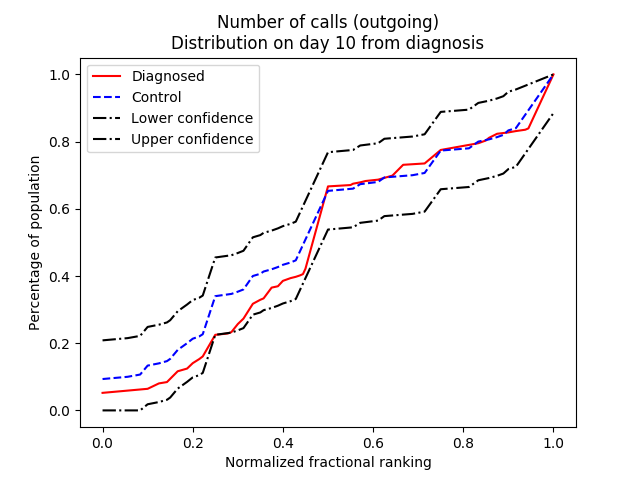 Number of calls (outgoing)
Distribution on day 10 from diagnosis
Diagnosed
Control
Lower confidence
Upper confidence
Percentage of population
1.0
0.8
0.6
0.4
0.2
0.0
0.0 0.2 0.4 0.6 0.8 1.0
Normalized fractional ranking